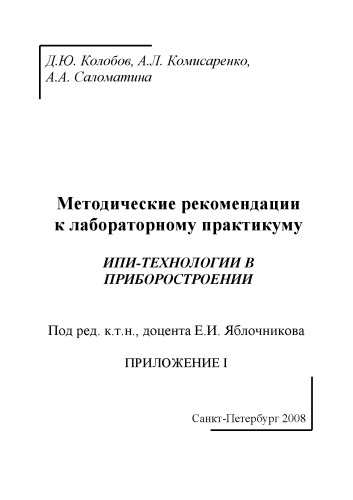 Д.Ю. Колобов, А.Л. Комисаренко,
А.А. Саломатина
Методические рекомендации
к лабораторному практикуму
ИПИ-ТЕХНОЛОГИИ В
ПРИБОРОСТРОЕНИИ
Под ред. к.т.н., доцента Е.И. Яблочникова
ПРИЛОЖЕНИЕ I
Санкт-Петербург 2008